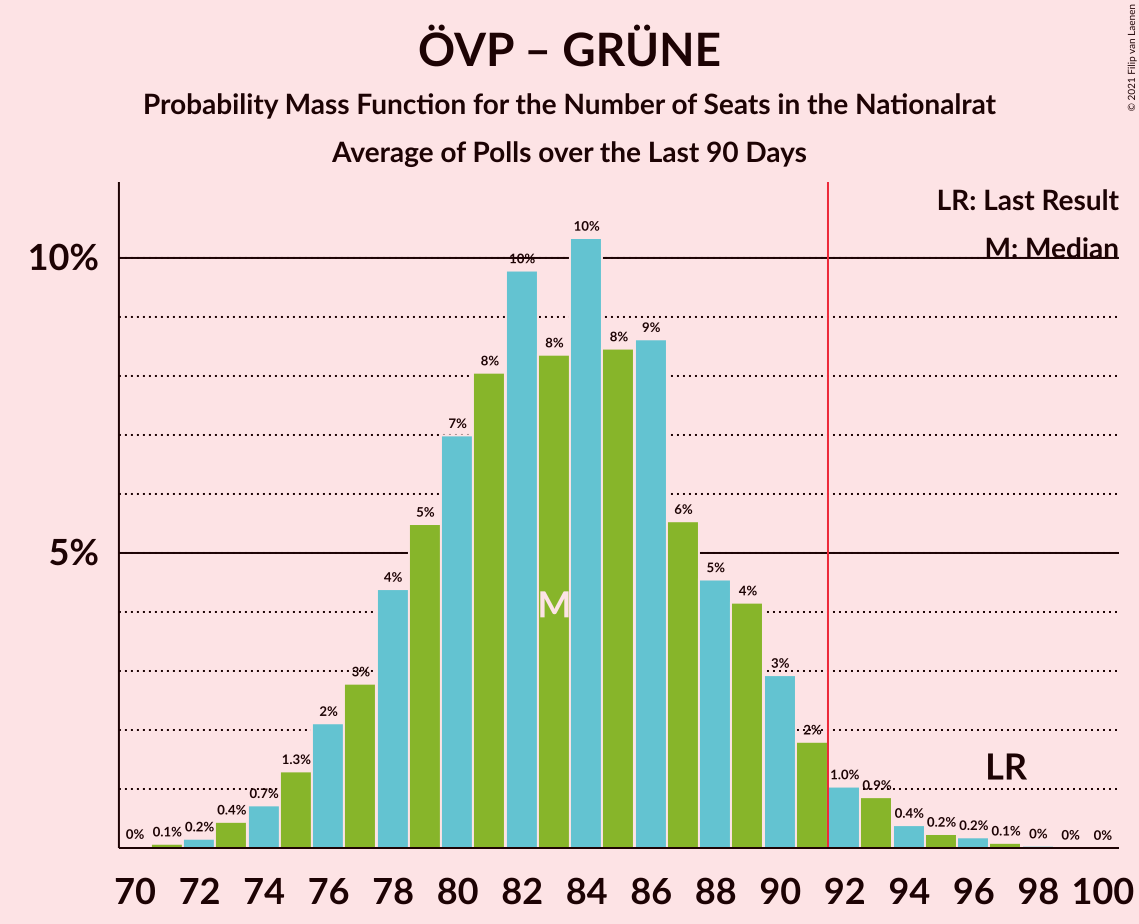 ÖVP – GRÜNE
Probability Mass Function for the Number of Seats in the Nationalrat
Average of Polls over the Last 90 Days
© 2021 Filip van Laenen
LR: Last Result
M: Median
10%
5%
0% 0.1% 0.2% 0.4% 0.7% 1.3% 2% 3% 4% 5% 7% 8% 10% 8% 10% 8% 9% 6% 5% 4% 3% 2% 1.0% 0.9% 0.4% 0.2% 0.2% 0.1% 0% 0% 0%
M
LR
70 72 74 76 78 80 82 84 86 88 90 92 94 96 98 100